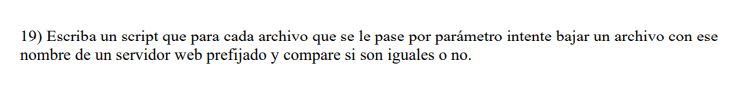 19) Escriba un script que para cada archivo que se le pase por parámetro intente bajar un archivo con ese
nombre de un servidor web prefijado y compare si son iguales o no.